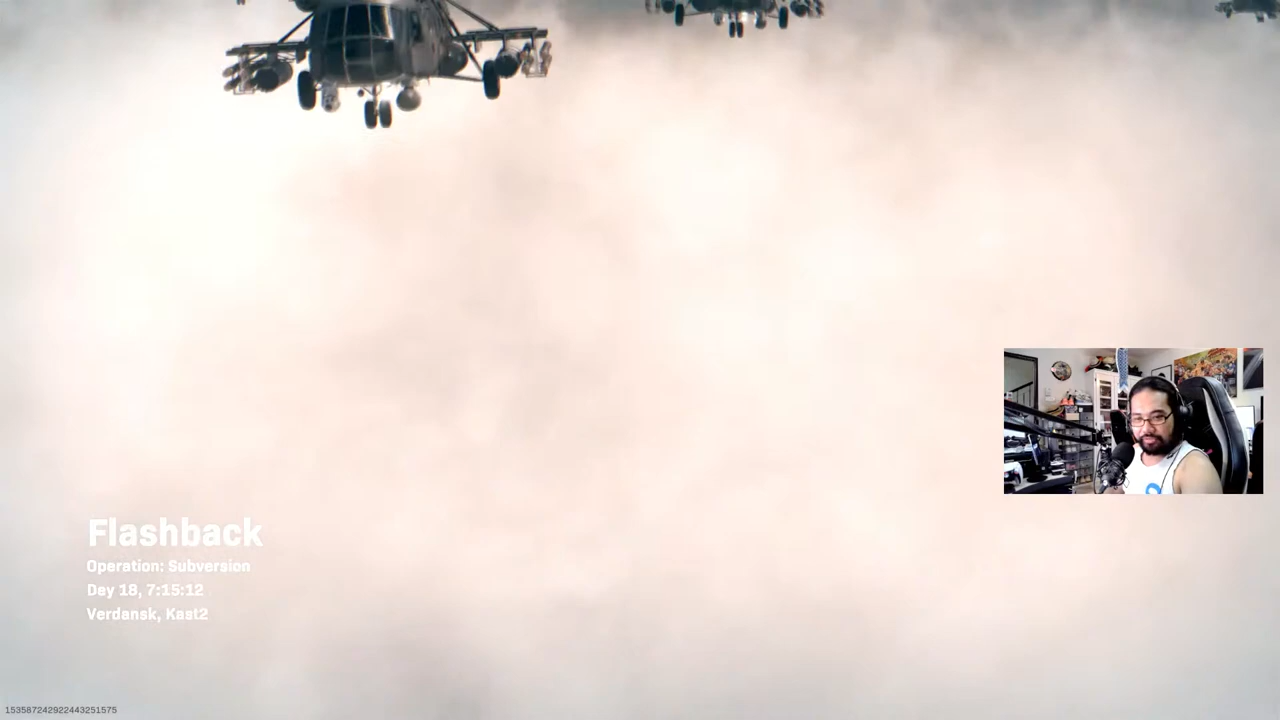 Flashback
Operation: Subversion
Day 18, 7:15:12
Verdansk, Kast2
153587242922443251575